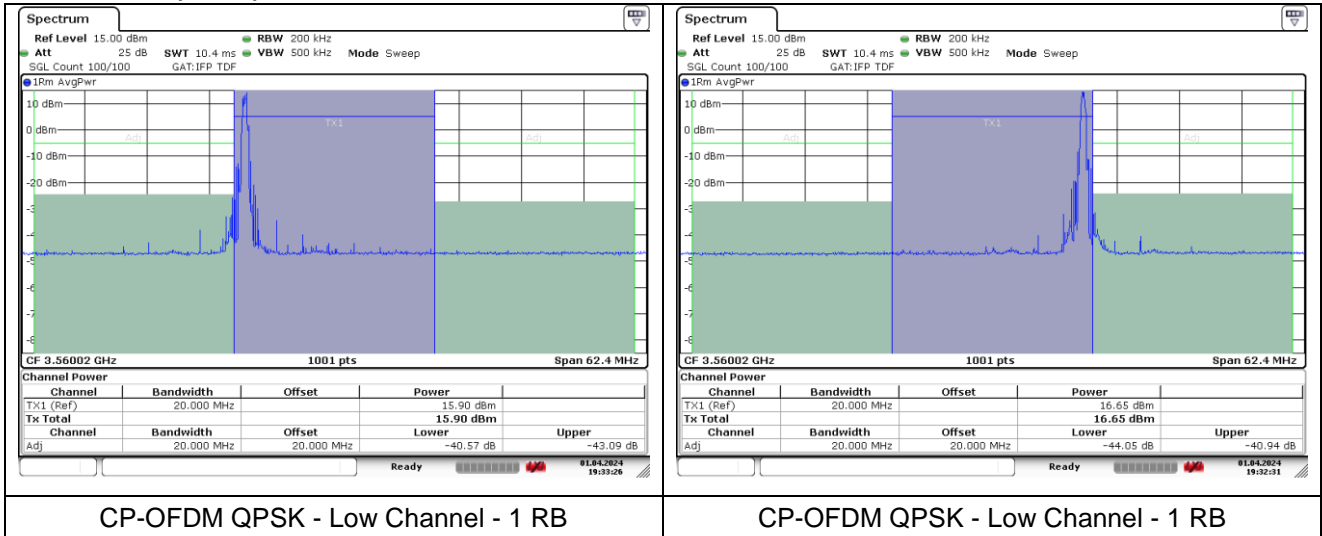 Spectrum
Ref Level 15.00 dBm RBW 200 kHz
Att 25 dB SWT 10.4 ms VBW 500 kHz Mode Sweep
SGL Count 100/100 GAT:IFP TDF
1Rm AvgPwr
10 dBm
TX1
0 dBm
Adj Adj
-10 dBm
-20 dBm
CF 3.56002 GHz 1001 pts Span 62.4 MHz
Channel Power
Channel Bandwidth Offset Power
TX1 (Ref) 20.000 MHz 15.90 dBm
Tx Total 15.90 dBm
Channel Bandwidth Offset Lower Upper
Adj 20.000 MHz 20.000 MHz -40.57 dB -43.09 dB
Ready 01.04.2024
19:33:26
CP-OFDM QPSK - Low Channel - 1 RB
Spectrum
Ref Level 15.00 dBm RBW 200 kHz
Att 25 dB SWT 10.4 ms VBW 500 kHz Mode Sweep
SGL Count 100/100 GAT:IFP TDF
1Rm AvgPwr
10 dBm
TX1
0 dBm
Adj Adj
-10 dBm
-20 dBm
CF 3.56002 GHz 1001 pts Span 62.4 MHz
Channel Power
Channel Bandwidth Offset Power
TX1 (Ref) 20.000 MHz 16.65 dBm
Tx Total 16.65 dBm
Channel Bandwidth Offset Lower Upper
Adj 20.000 MHz 20.000 MHz -44.05 dB -40.94 dB
Ready 01.04.2024
19:32:31
CP-OFDM QPSK - Low Channel - 1 RB